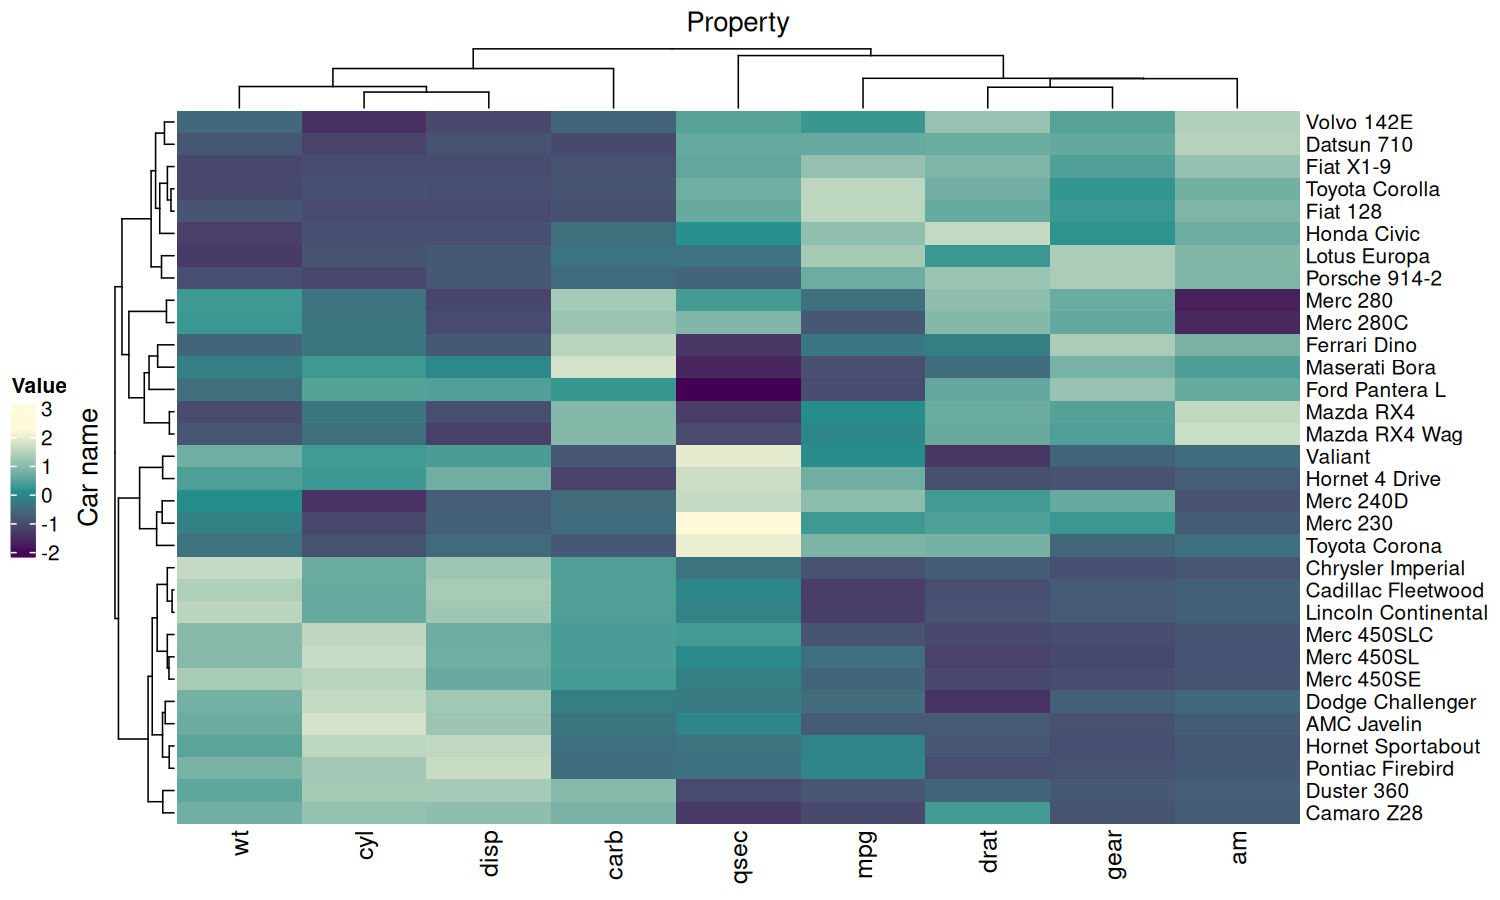 Property
Volvo 142E
Datsun 710
Fiat X1-9
Toyota Corolla
Fiat 128
Honda Civic
Lotus Europa
Porsche 914-2
Merc 280
Merc 280C
Ferrari Dino
Maserati Bora
Ford Pantera L
Mazda RX4
Mazda RX4 Wag
Valiant
Hornet 4 Drive
Merc 240D
Merc 230
Toyota Corona
Chrysler Imperial
Cadillac Fleetwood
Lincoln Continental
Merc 450SLC
Merc 450SL
Merc 450SE
Dodge Challenger
AMC Javelin
Hornet Sportabout
Pontiac Firebird
Duster 360
Camaro Z28
Value
3
2
1
0
-1
-2
Car name
wt
cyl
disp
carb
qsec
mpg
drat
gear
am